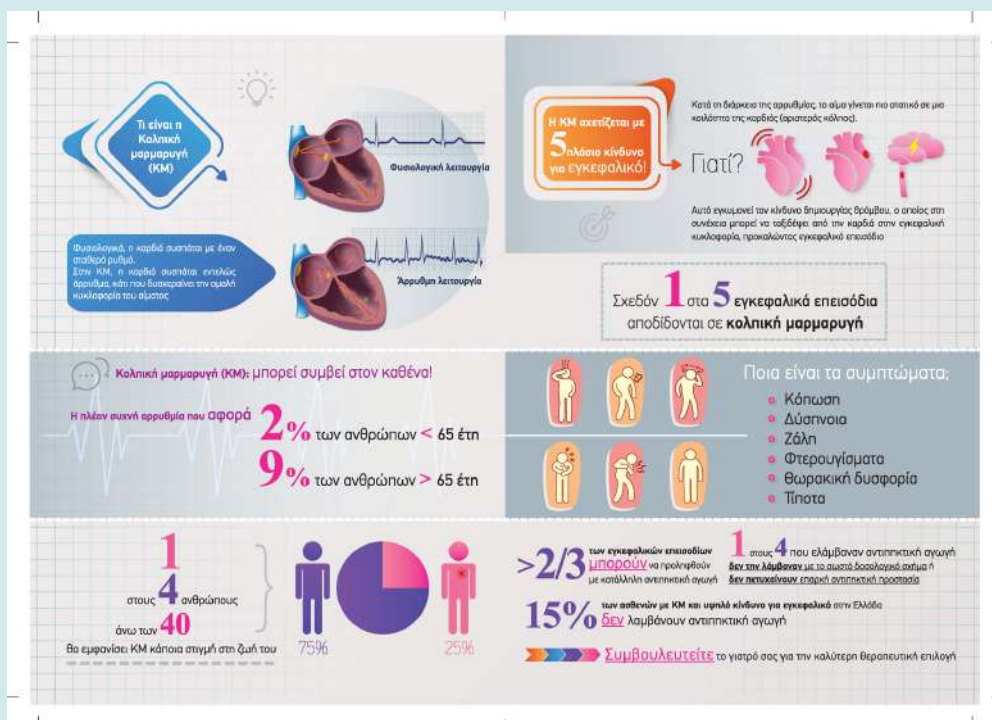 Τι είναι η
Κολπική
μαρμαρυγή
(ΚΜ)
Φυσιολογική λειτουργία
Φυσιολογικά, η καρδιά συσπάται με έναν
σταθερό ρυθμό.
Στην ΚΜ, η καρδιά συσπάται εντελώς
άρρυθμα, κάτι που δυσχεραίνει την ομαλή
κυκλοφορία του αίματος
Άρρυθμη λειτουργία
Η ΚΜ σχετίζεται με
5πλάσιο κίνδυνο
για εγκεφαλικό!
Κατά τη διάρκεια της αρρυθμίας, το αίμα γίνεται πιο στατικό σε μια
κοιλότητα της καρδιάς (αριστερός κόλπος).
Γιατί?
Αυτό εγκυμονεί τον κίνδυνο δημιουργίας θρόμβου, ο οποίος στη
συνέχεια μπορεί να ταξιδέψει από την καρδιά στην εγκεφαλική
κυκλοφορία, προκαλώντας εγκεφαλικό επεισόδιο
Σχεδόν 1 στα 5 εγκεφαλικά επεισόδια
αποδίδονται σε κολπική μαρμαρυγή
Κολπική μαρμαρυγή (ΚΜ): μπορεί συμβεί στον καθένα!
Η πλέον συχνή αρρυθμία που αφορά
2% των ανθρώπων < 65 έτη
9% των ανθρώπων > 65 έτη
Ποια είναι τα συμπτώματα;
Κόπωση
Δύσπνοια
Ζάλη
Φτερουγίσματα
Θωρακική δυσφορία
Τίποτα
1
στους 4 ανθρώπους
άνω των 40
θα εμφανίσει ΚΜ κάποια στιγμή στη ζωή του
75%
25%
>2/3 των εγκεφαλικών επεισοδίων
μπορούν να προληφθούν
με κατάλληλη αντιπηκτική αγωγή
1 στους 4 που ελάμβαναν αντιπηκτική αγωγή
δεν την λάμβαναν με το σωστό δοσολογικό σχήμα ή
δεν πετυχαίνουν επαρκή αντιπηκτική προστασία
15% των ασθενών με ΚΜ και υψηλό κίνδυνο για εγκεφαλικό στην Ελλάδα
δεν λαμβάνουν αντιπηκτική αγωγή
Συμβουλευτείτε το γιατρό σας για την καλύτερη θεραπευτική επιλογή